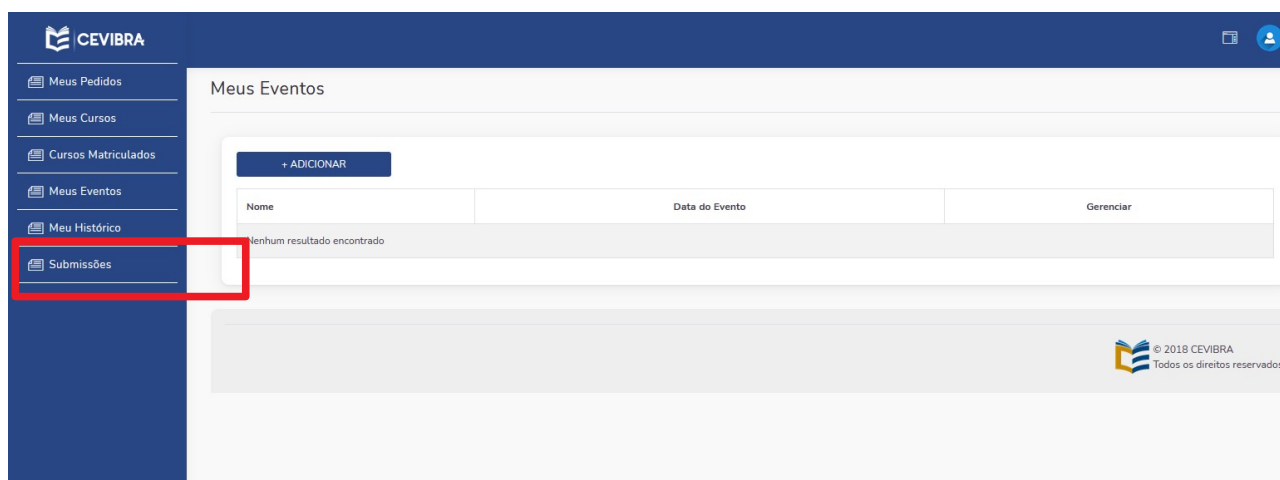 CEVIBRA
Meus Pedidos
Meus Cursos
Cursos Matriculados
Meus Eventos
Meu Histórico
Submissões
Meus Eventos
+ ADICIONAR
Nome Data do Evento Gerenciar
Nenhum resultado encontrado
© 2018 CEVIBRA
Todos os direitos reservados